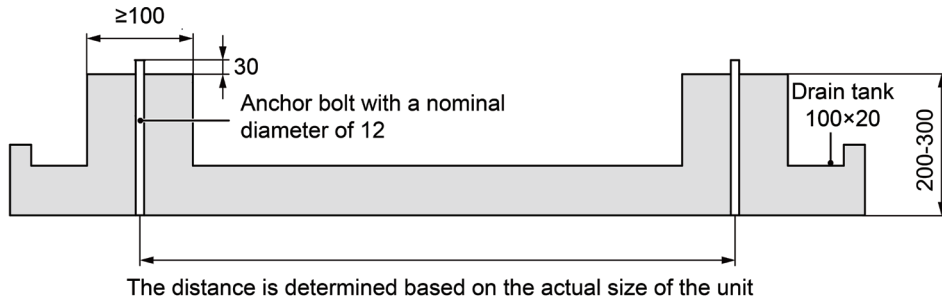 ≥100
30
Anchor bolt with a nominal
diameter of 12
Drain tank
100×20
200-300
The distance is determined based on the actual size of the unit